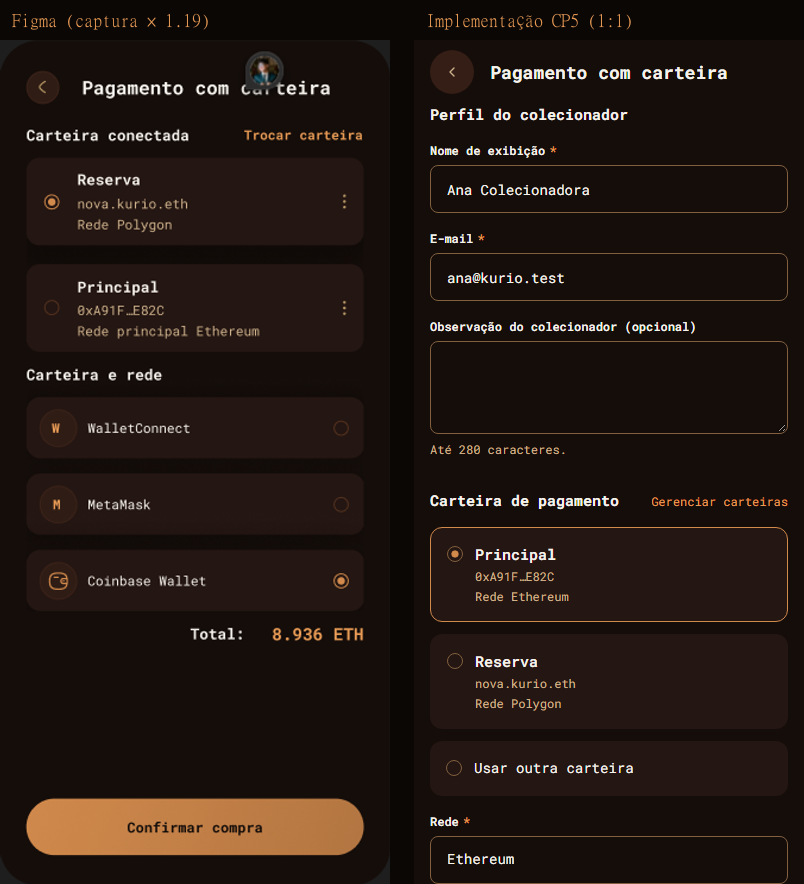 Figma (captura × 1.19)
Pagamento com carteira
Carteira conectada
Trocar carteira
Reserva
nova.kurio.eth
Rede Polygon
Principal
0xA91F…E82C
Rede principal Ethereum
Carteira e rede
W
WalletConnect
M
MetaMask
Coinbase Wallet
Total:
8.936 ETH
Confirmar compra
Implementação CP5 (1:1)
Pagamento com carteira
Perfil do colecionador
Nome de exibição *
Ana Colecionadora
E-mail *
ana@kurio.test
Observação do colecionador (opcional)
Até 280 caracteres.
Carteira de pagamento
Gerenciar carteiras
Principal
0xA91F…E82C
Rede Ethereum
Reserva
nova.kurio.eth
Rede Polygon
Usar outra carteira
Rede *
Ethereum